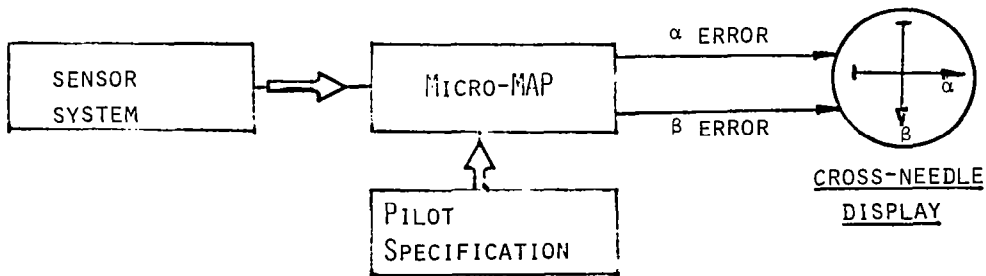 SENSOR
SYSTEM
MICRO-MAP
α ERROR
β ERROR
α
β
CROSS-NEEDLE
DISPLAY
PILOT
SPECIFICATION